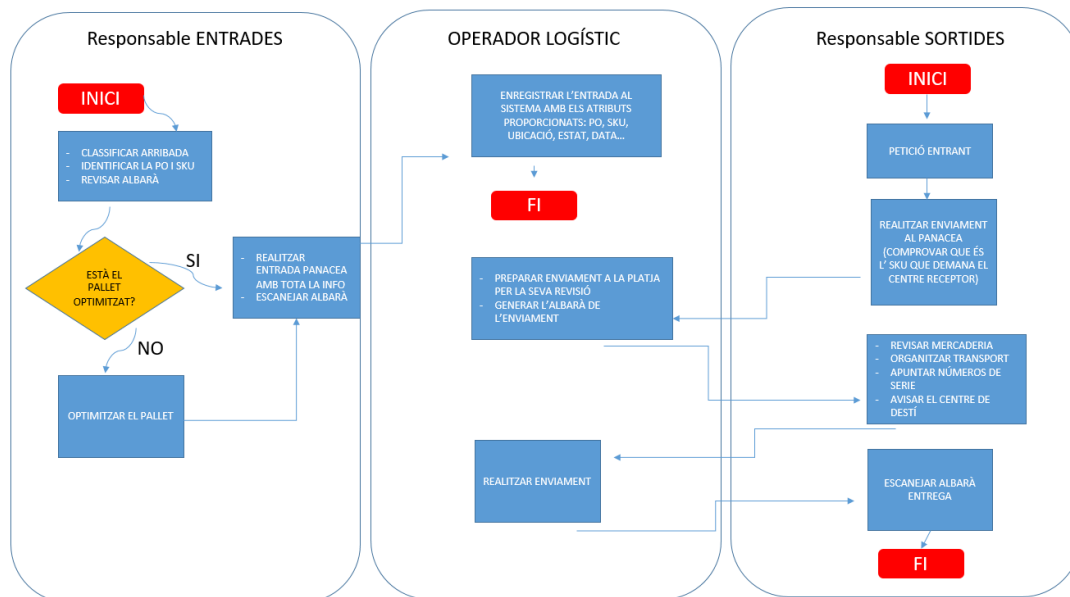 Responsable ENTRADES
INICI
- CLASSIFICAR ARRIBADA
- IDENTIFICAR LA PO I SKU
- REVISAR ALBARÀ
ESTÀ EL
PALLET
OPTIMITZAT?
SI
NO
OPTIMITZAR EL PALLET
- REALITZAR
ENTRADA PANACEA
AMB TOTA LA INFO
- ESCANEJAR ALBARÀ
OPERADOR LOGÍSTIC
ENREGISTRAR L'ENTRADA AL
SISTEMA AMB ELS ATRIBUTS
PROPORCIONATS: PO, SKU,
UBICACIÓ, ESTAT, DATA...
FI
- PREPARAR ENVIAMENT A LA PLATJA
PER LA SEVA REVISIÓ
- GENERAR L'ALBARÀ DE
L'ENVIAMENT
REALITZAR ENVIAMENT
Responsable SORTIDES
INICI
PETICIÓ ENTRANT
REALITZAR ENVIAMENT
AL PANACEA
(COMPROVAR QUE ÉS
L' SKU QUE DEMANA EL
CENTRE RECEPTOR)
- REVISAR MERCADERIA
- ORGANITZAR TRANSPORT
- APUNTAR NÚMEROS DE
SERIE
- AVISAR EL CENTRE DE
DESTÍ
ESCANEJAR ALBARÀ
ENTREGA
FI